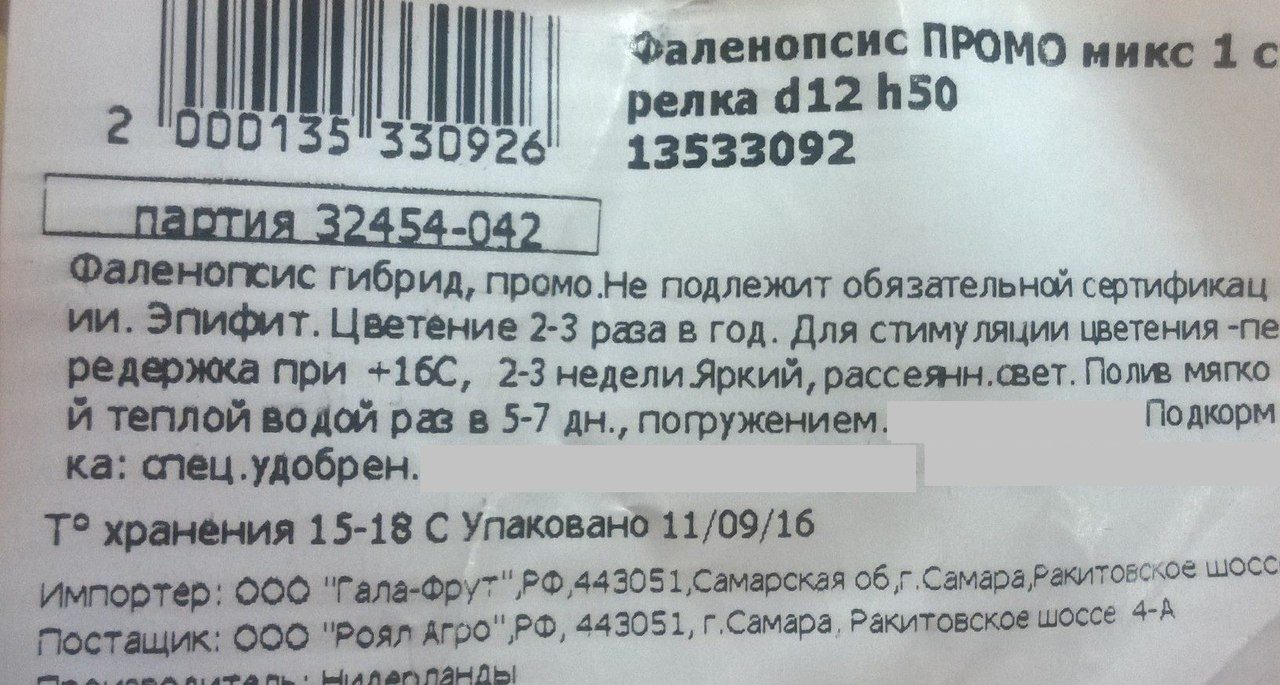 2 000135 330926
Фаленопсис ПРОМО микс 1 с
релка d12 h50
13533092
партия 32454-042
Фаленопсис гибрид, промо.Не подлежит обязательной сертификац
ии. Эпифит. Цветение 2-3 раза в год. Для стимуляции цветения -пе
редержка при +16С, 2-3 недели.Яркий, рассеянн.свет. Полив мягко
й теплой водой раз в 5-7 дн., погружением. Подкорм
ка: спец.удобрен.
Т° хранения 15-18 С Упаковано 11/09/16
Импортер: ООО "Гала-Фрут",РФ,443051,Самарская об,г.Самара,Ракитовское шосс
Постащик: ООО "Роял Агро",РФ, 443051, г.Самара, Ракитовское шоссе 4-А
Производитель: Нидерланды